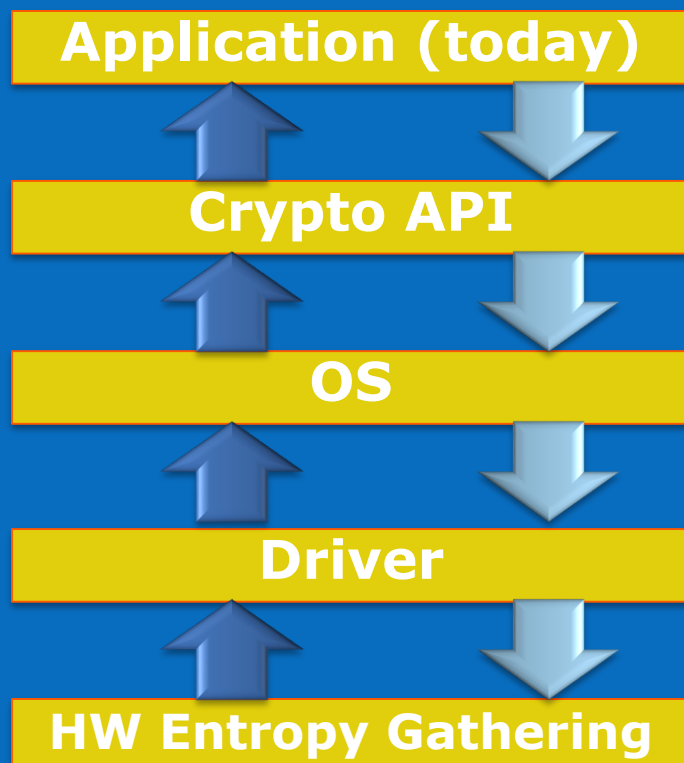 Application (today)
Crypto API
OS
Driver
HW Entropy Gathering